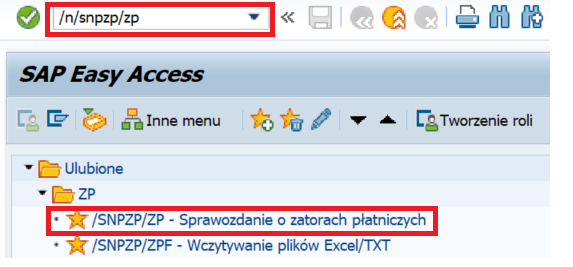 /n/snpzp/zp
SAP Easy Access
Inne menu
Tworzenie roli
Ulubione
ZP
/SNPZP/ZP - Sprawozdanie o zatorach płatniczych
/SNPZP/ZPF - Wczytywanie plików Excel/TXT